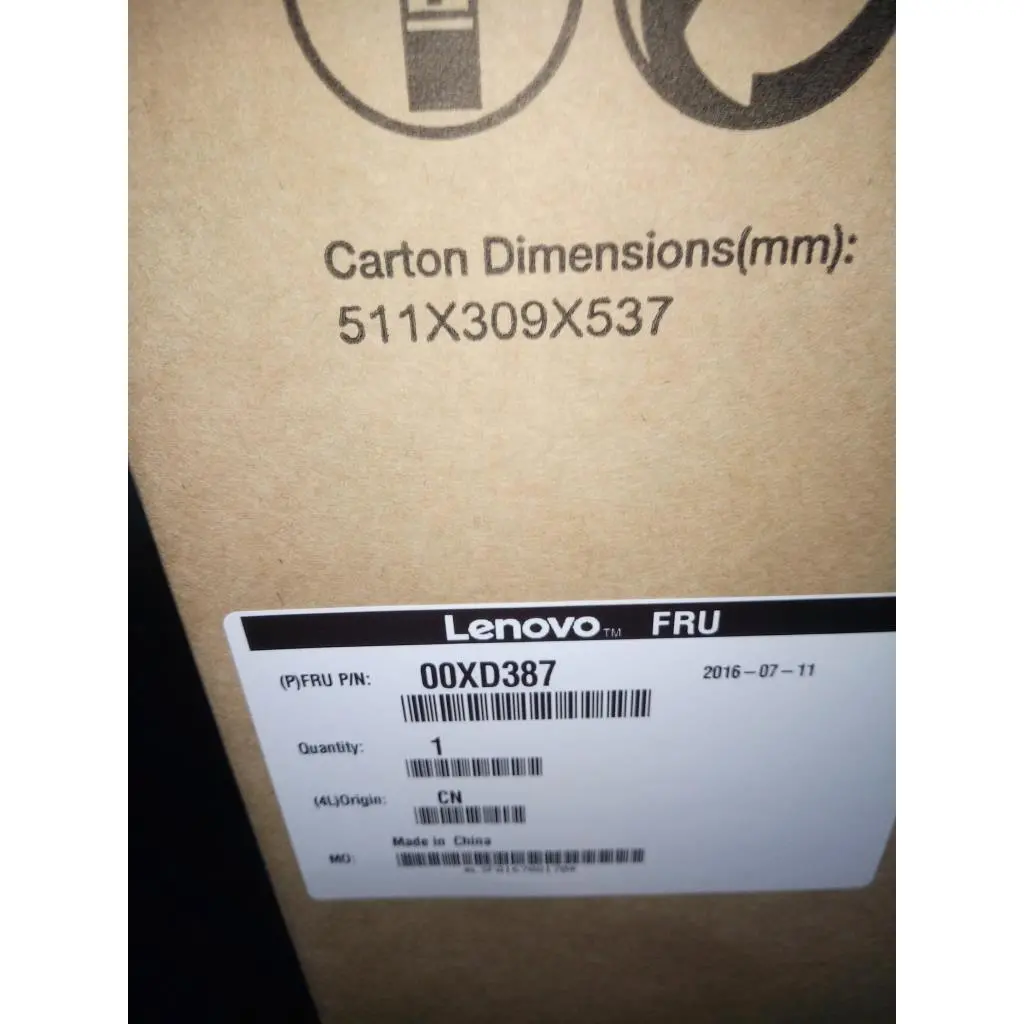 Carton Dimensions(mm):
511X309X537
Lenovo™ FRU
(P)FRU P/N: 00XD387 2016-07-11
Quantity: 1
(4L)Origin: CN
Made in China
MO: